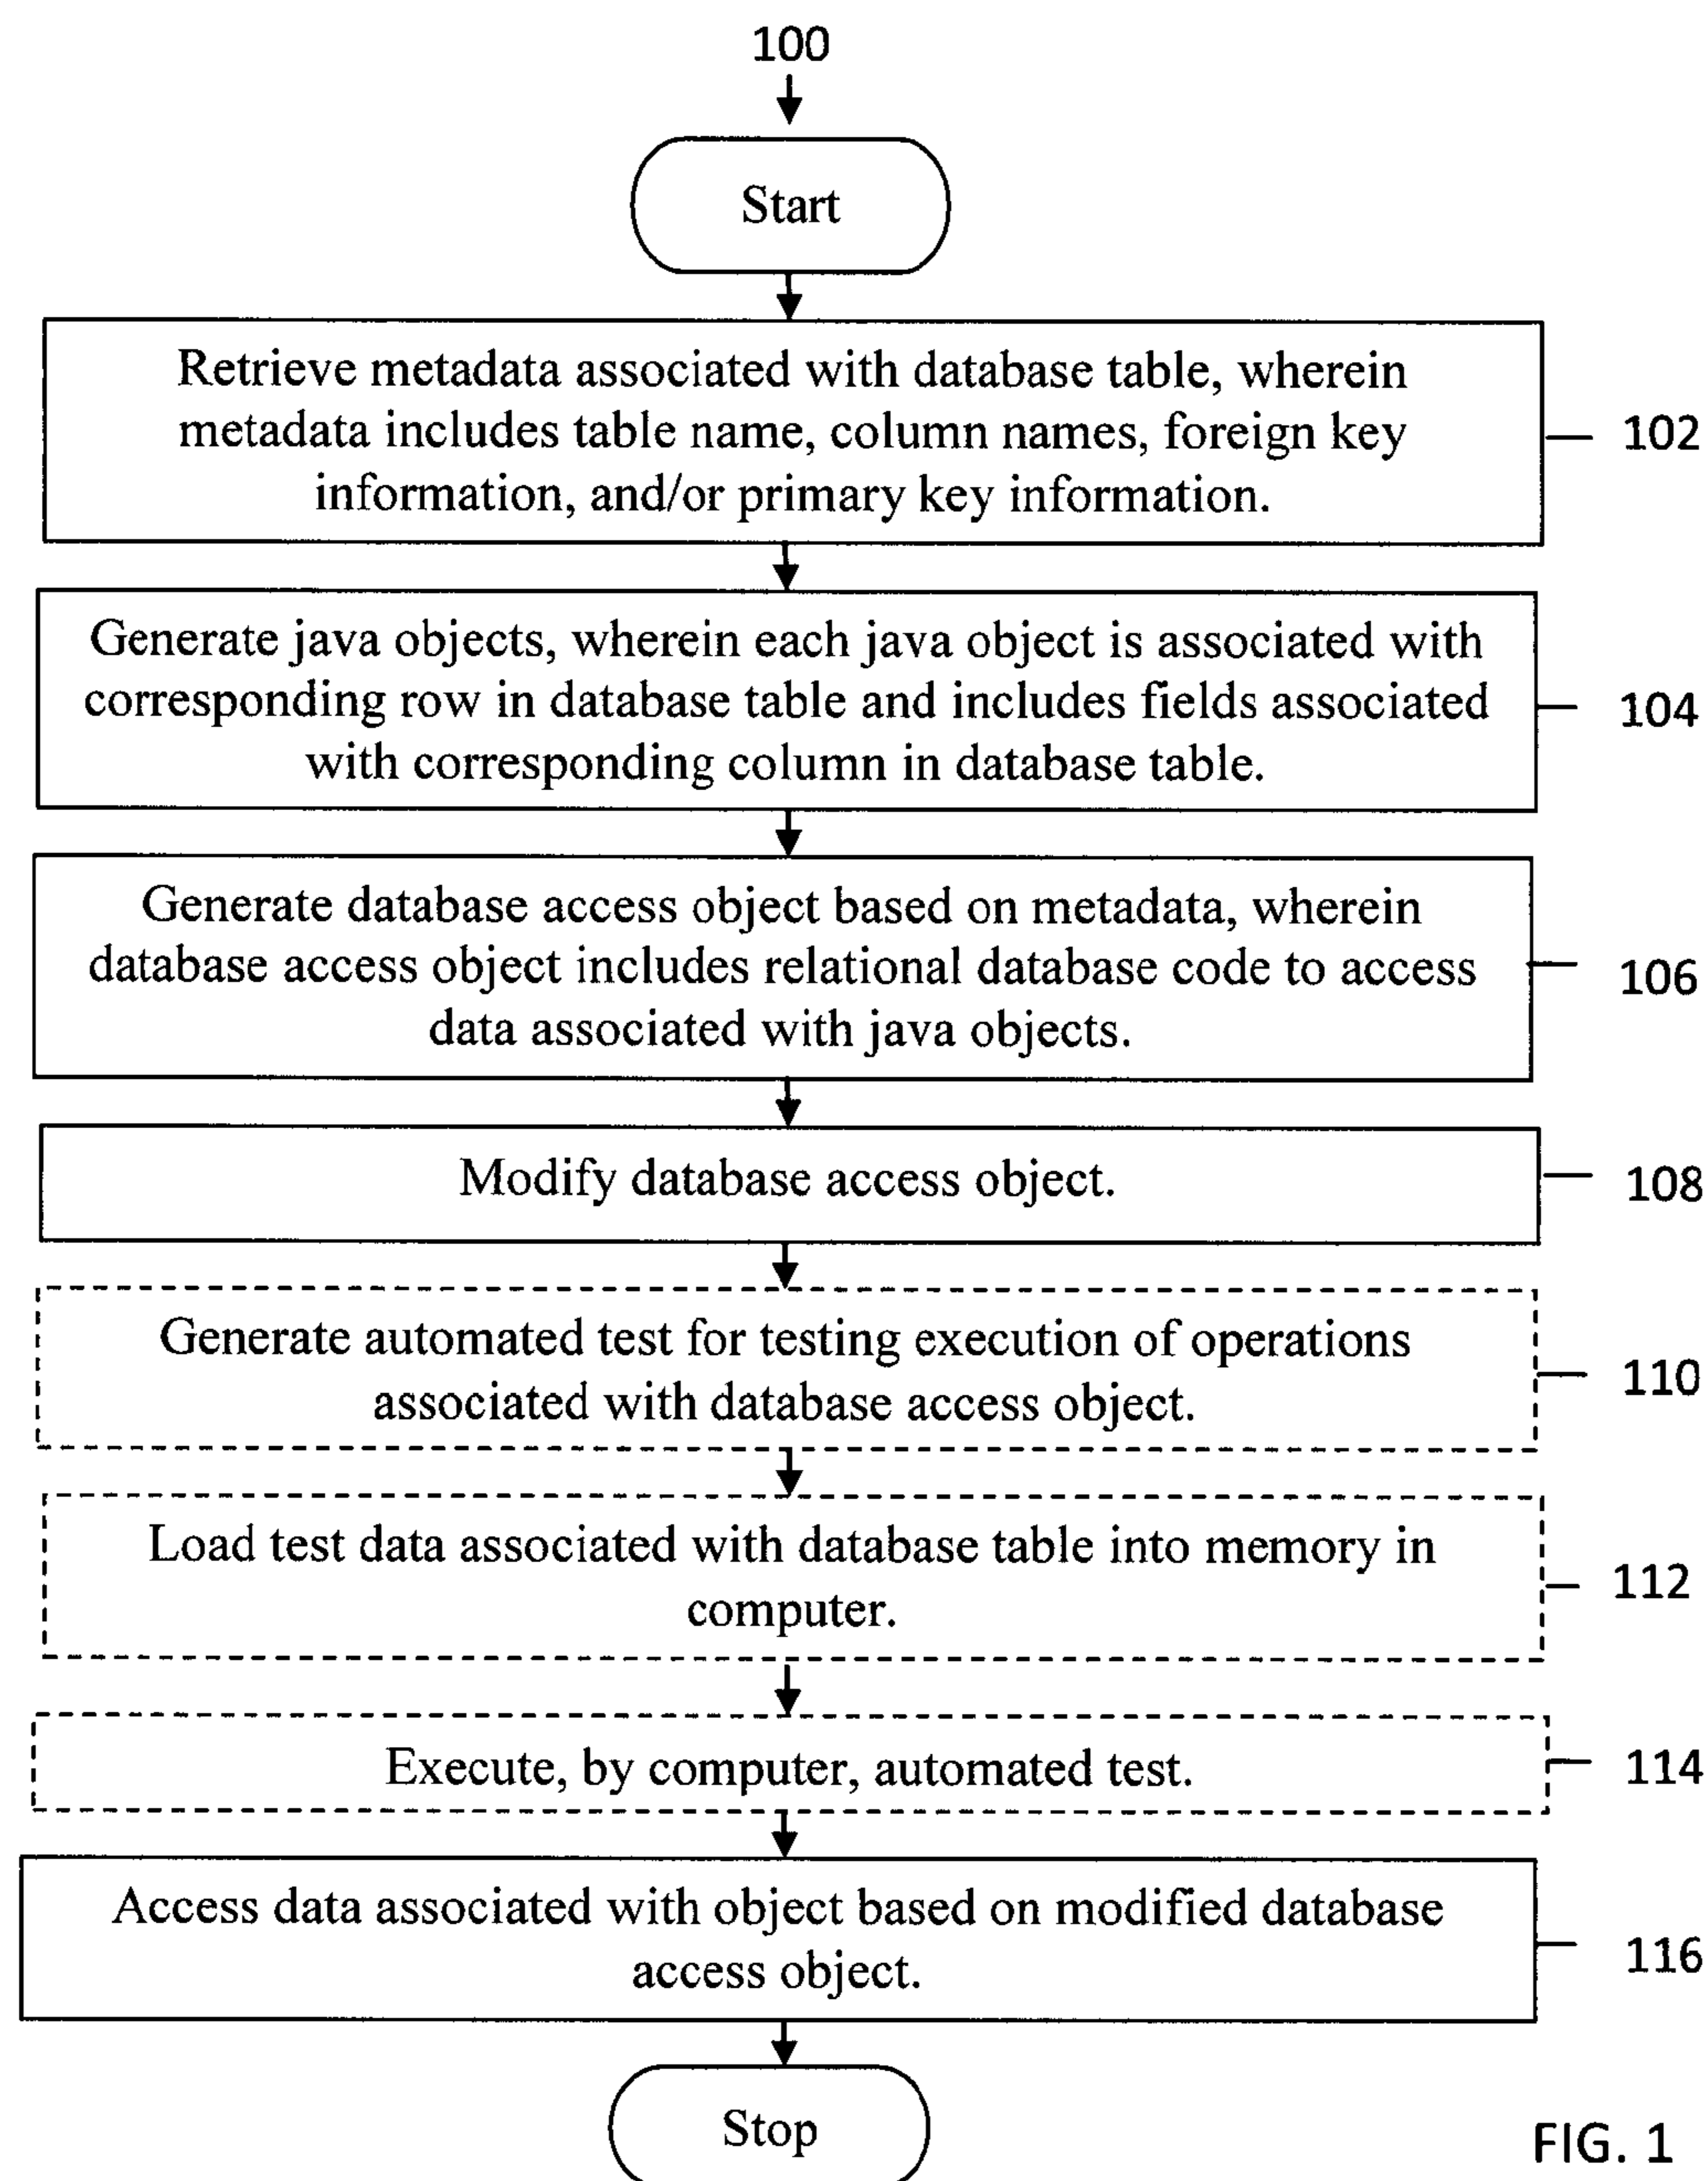 100
Start
Retrieve metadata associated with database table, wherein
metadata includes table name, column names, foreign key
information, and/or primary key information.
102
Generate java objects, wherein each java object is associated with
corresponding row in database table and includes fields associated
with corresponding column in database table.
104
Generate database access object based on metadata, wherein
database access object includes relational database code to access
data associated with java objects.
106
Modify database access object.
108
Generate automated test for testing execution of operations
associated with database access object.
110
Load test data associated with database table into memory in
computer.
112
Execute, by computer, automated test.
114
Access data associated with object based on modified database
access object.
116
Stop
FIG. 1